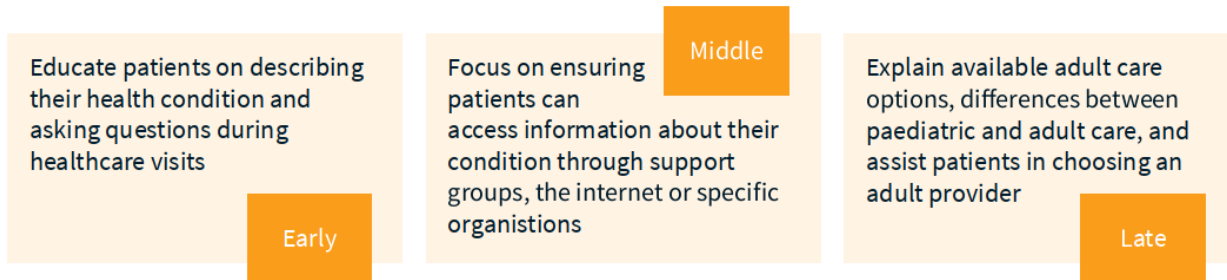 Educate patients on describing
their health condition and
asking questions during
healthcare visits
Early
Middle
Focus on ensuring
patients can
access information about their
condition through support
groups, the internet or specific
organistions
Explain available adult care
options, differences between
paediatric and adult care, and
assist patients in choosing an
adult provider
Late